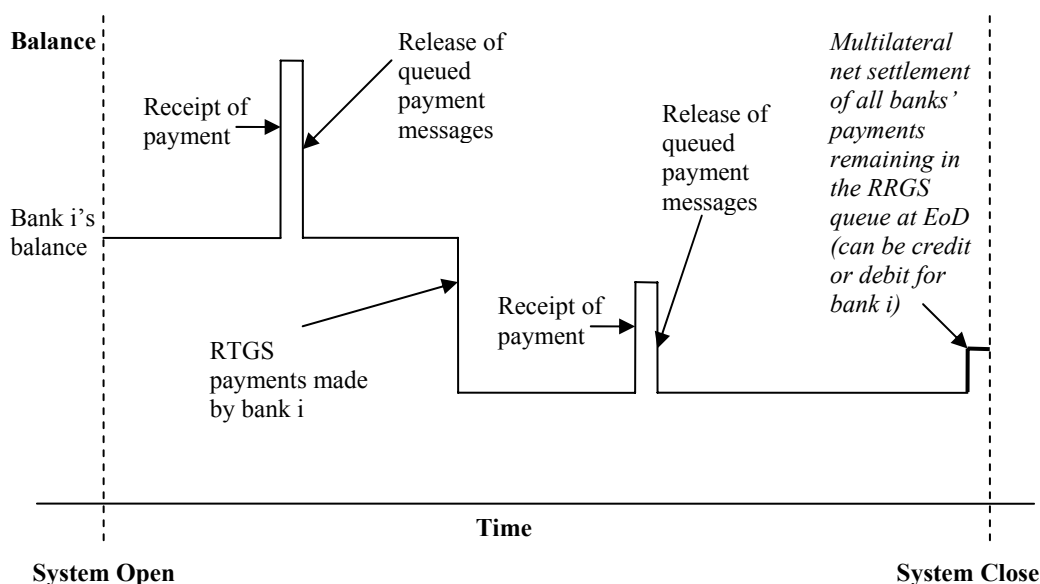 Balance
Release of
queued
payment
messages
Receipt of
payment
Bank i's
balance
RTGS
payments made
by bank i
Release of
queued
payment
messages
Receipt of
payment
Multilateral
net settlement
of all banks'
payments
remaining in
the RRGS
queue at EoD
(can be credit
or debit for
bank i)
Time
System Open
System Close